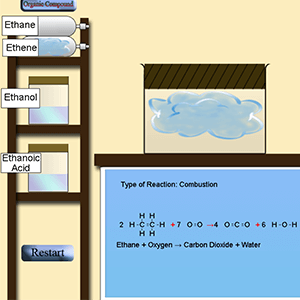 Organic Compound
Ethane
Ethene
Ethanol
Ethanoic
Acid
Restart
Type of Reaction: Combustion
H H
2 H-C-C-H + 7 O=O → 4 O=C=O + 6 H-O-H
H H
Ethane + Oxygen → Carbon Dioxide + Water